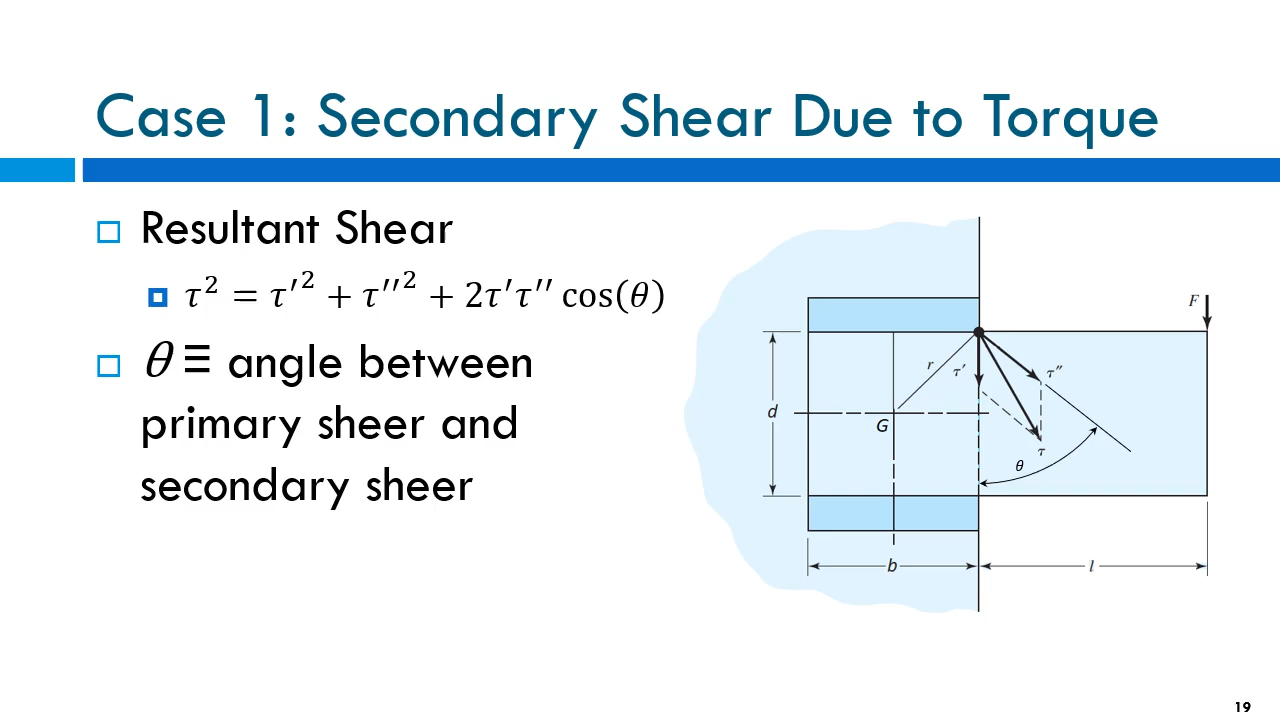 Case 1: Secondary Shear Due to Torque
Resultant Shear
τ² = τ′² + τ′′² + 2τ′τ′′ cos(θ)
θ ≡ angle between
primary sheer and
secondary sheer
F
r
τ′
τ″
d
G
τ
θ
b
l
19